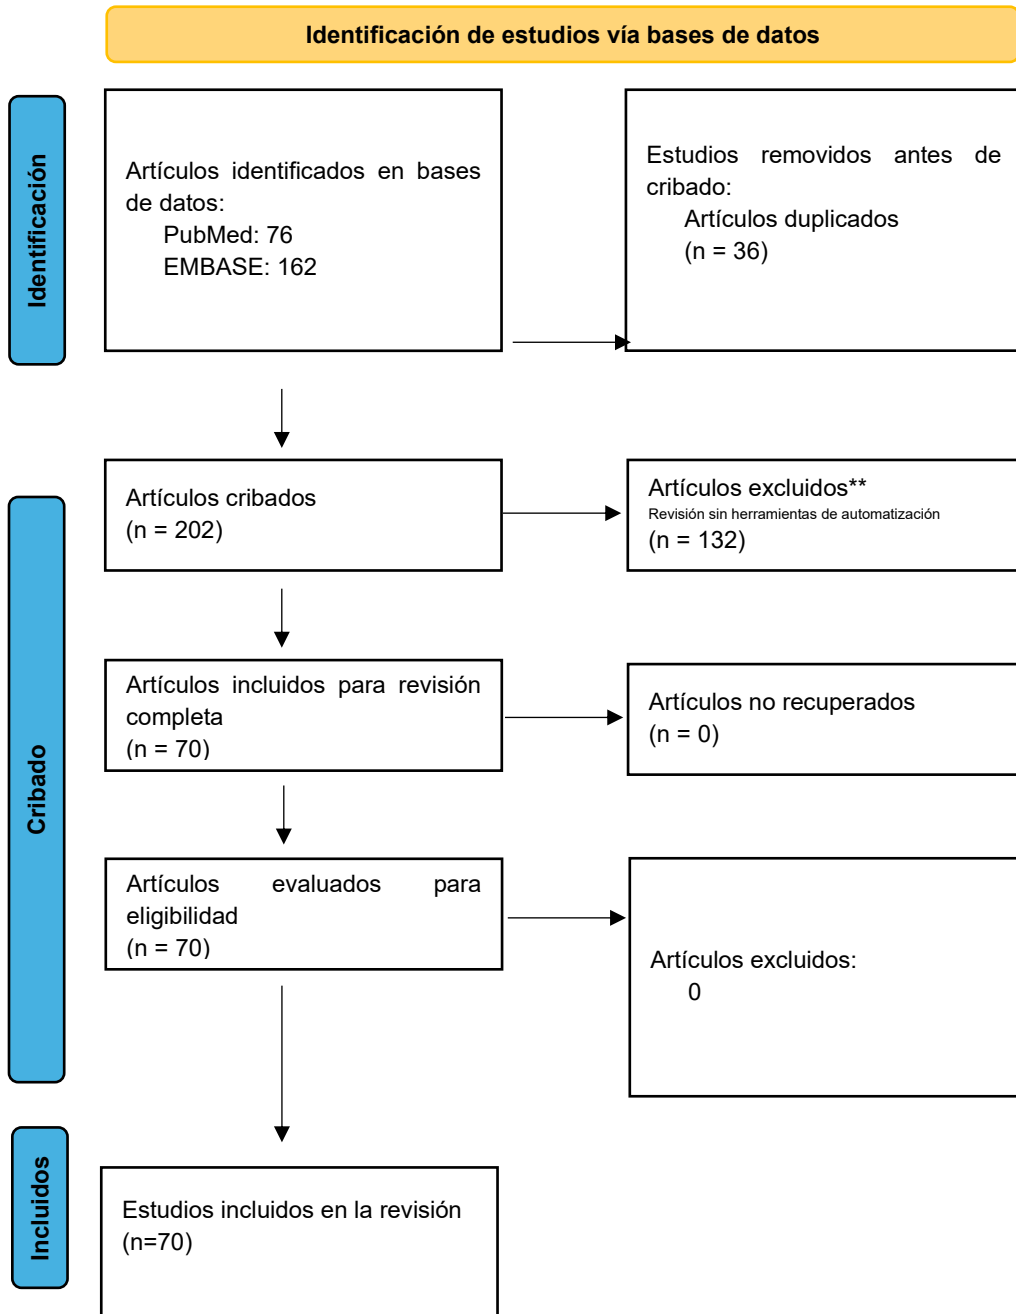 Identificación de estudios vía bases de datos
Identificación
Artículos identificados en bases
de datos:
PubMed: 76
EMBASE: 162
Estudios removidos antes de
cribado:
Artículos duplicados
(n = 36)
Cribado
Artículos cribados
(n = 202)
Artículos excluidos**
Revisión sin herramientas de automatización
(n = 132)
Artículos incluidos para revisión
completa
(n = 70)
Artículos no recuperados
(n = 0)
Artículos evaluados para
eligibilidad
(n = 70)
Artículos excluidos:
0
Incluidos
Estudios incluidos en la revisión
(n=70)